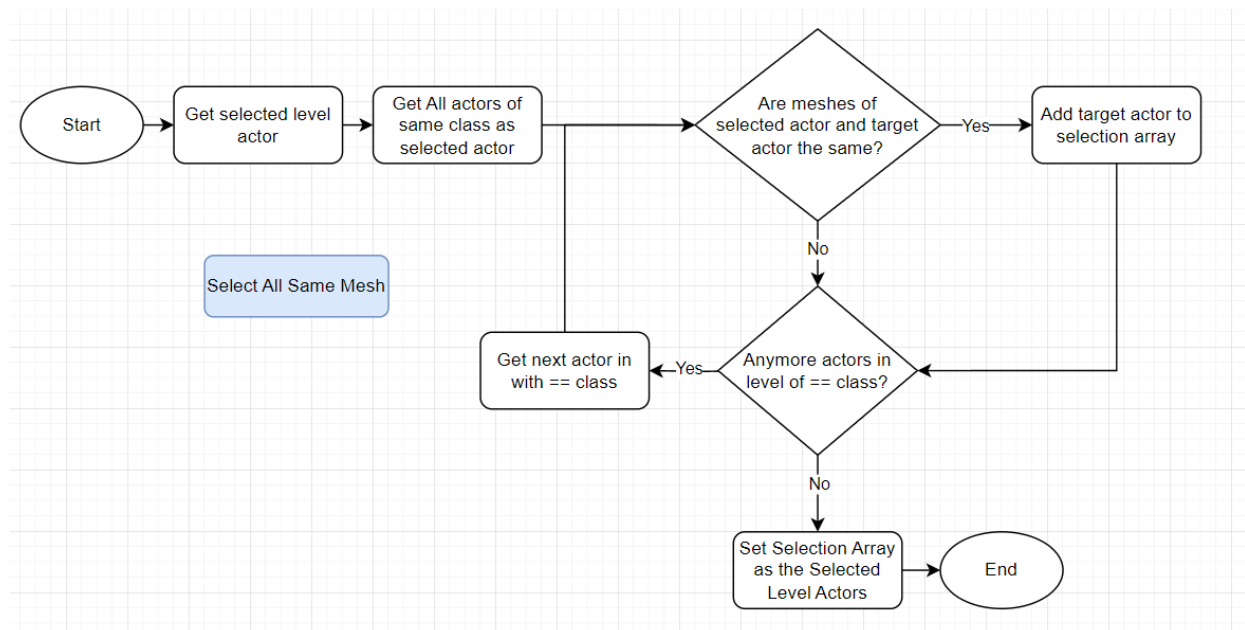 Start
Get selected level
actor
Get All actors of
same class as
selected actor
Are meshes of
selected actor and target
actor the same?
Yes
Add target actor to
selection array
No
Select All Same Mesh
Get next actor in
with == class
Yes
Anymore actors in
level of == class?
No
Set Selection Array
as the Selected
Level Actors
End